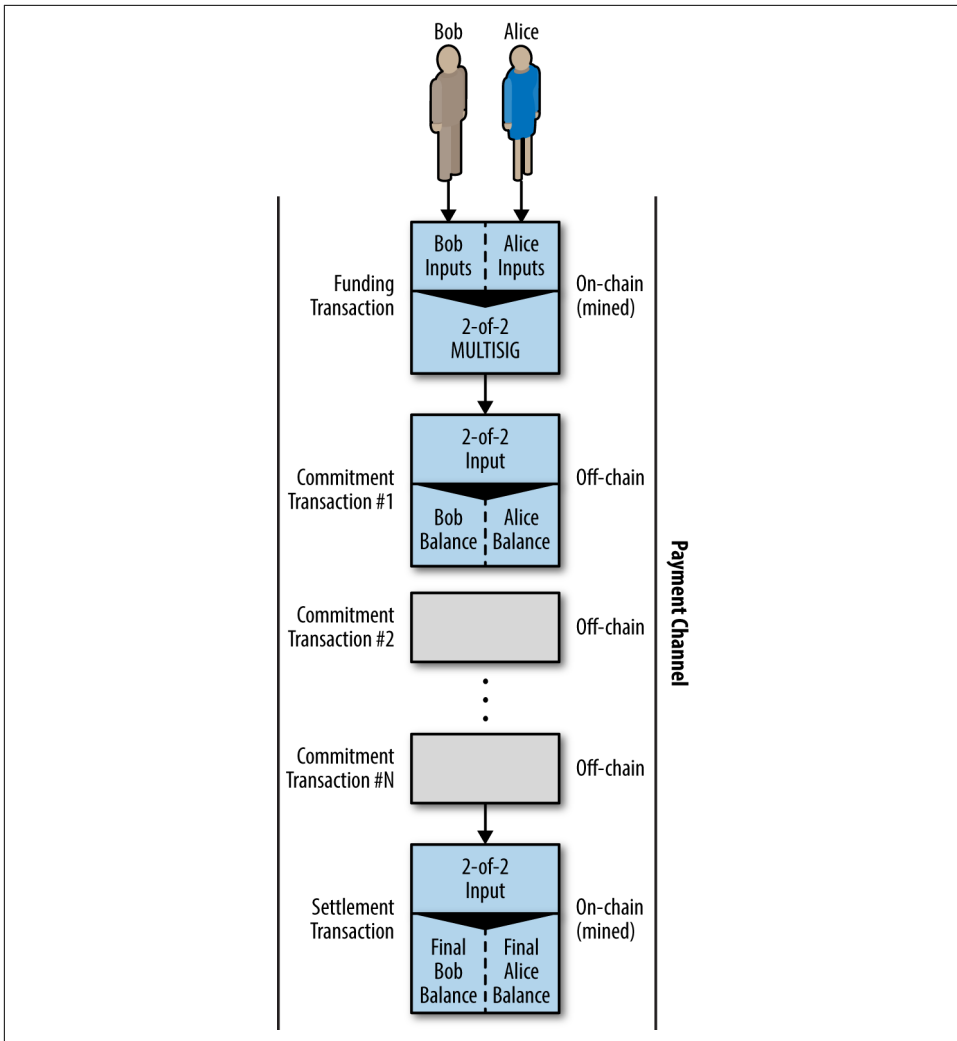 Bob
Alice
Bob
Inputs
Alice
Inputs
Funding
Transaction
On-chain
(mined)
2-of-2
MULTISIG
2-of-2
Input
Commitment
Transaction #1
Off-chain
Bob
Balance
Alice
Balance
Commitment
Transaction #2
Off-chain
Payment Channel
Commitment
Transaction #N
Off-chain
2-of-2
Input
Settlement
Transaction
On-chain
(mined)
Final
Bob
Balance
Final
Alice
Balance